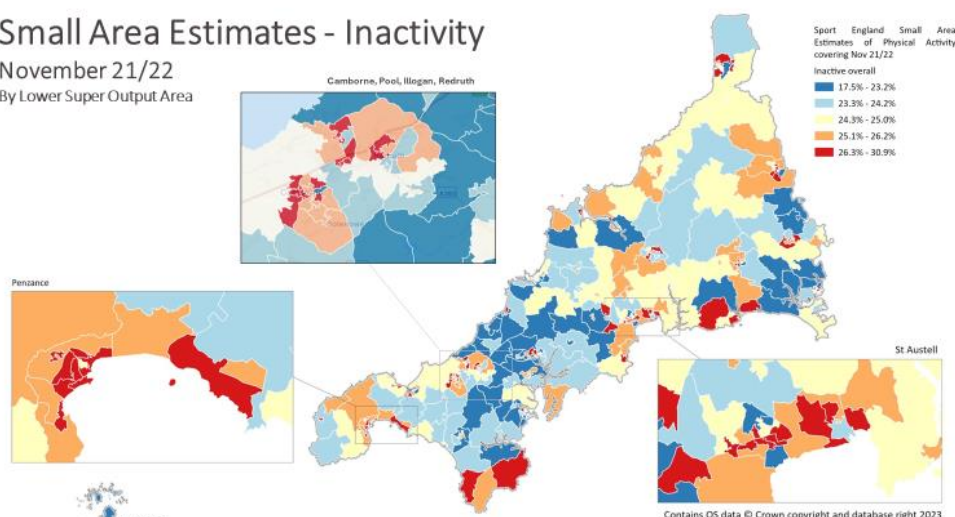 Small Area Estimates - Inactivity
November 21/22
By Lower Super Output Area
Camborne, Pool, Illogan, Redruth
Sport England Small Area
Estimates of Physical Activity
covering Nov 21/22
Inactive overall
17.5% - 23.2%
23.3% - 24.2%
24.3% - 25.0%
25.1% - 26.2%
26.3% - 30.9%
Penzance
St Austell
Contains OS data © Crown copyright and database right 2023